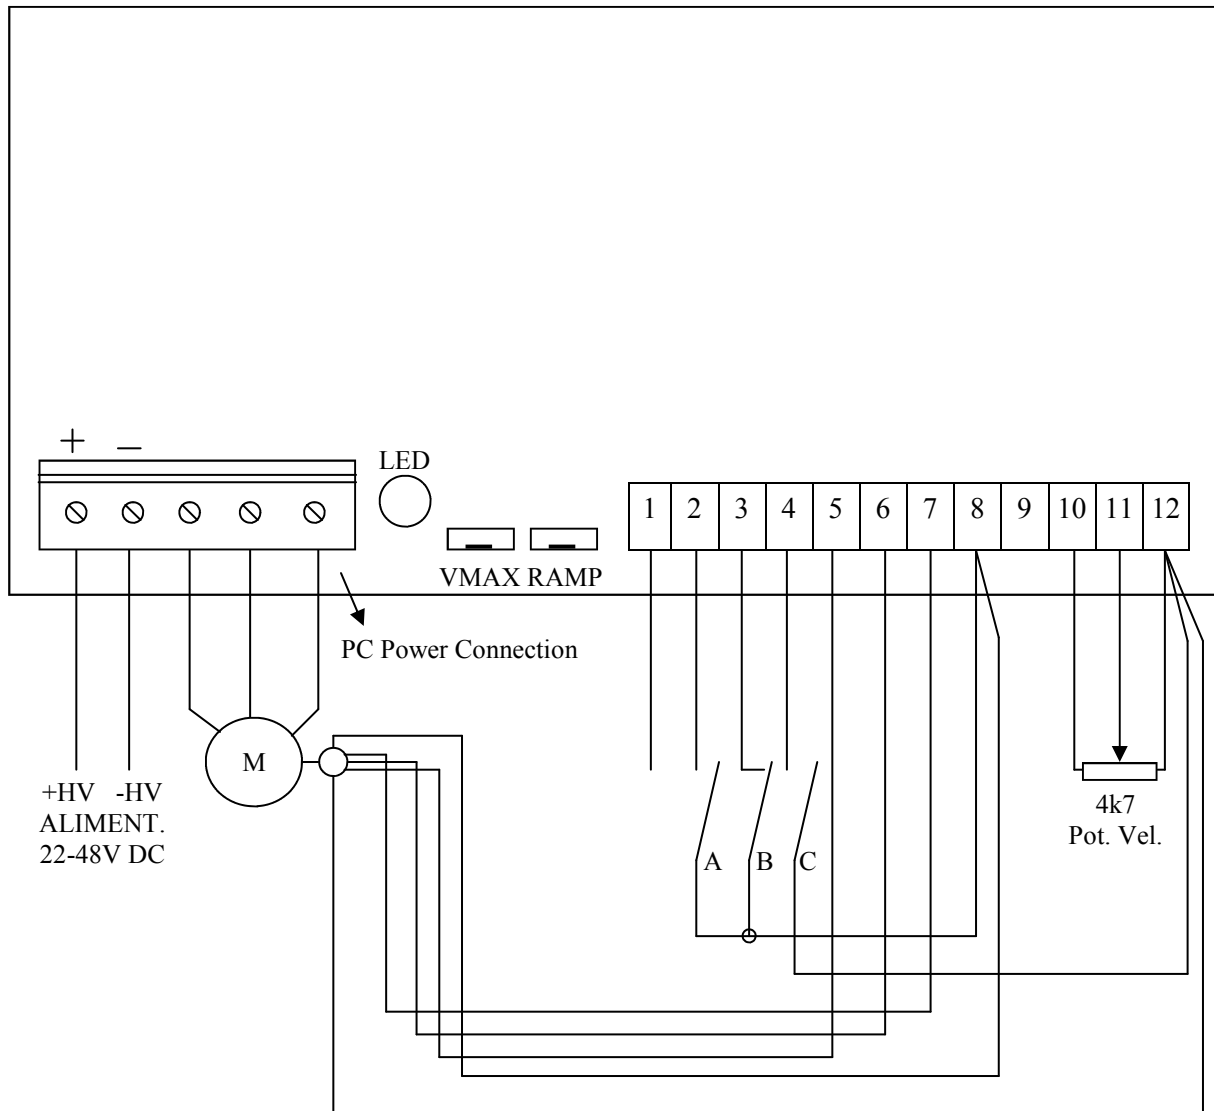 + −
LED
1 2 3 4 5 6 7 8 9 10 11 12
VMAX RAMP
PC Power Connection
M
+HV -HV
ALIMENT.
22-48V DC
4k7
Pot. Vel.
A B C